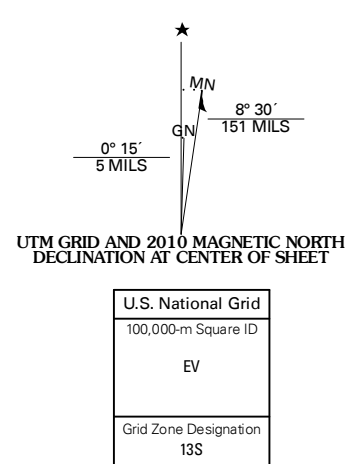 ★
MN
8° 30´
151 MILS
GN
0° 15´
5 MILS
UTM GRID AND 2010 MAGNETIC NORTH
DECLINATION AT CENTER OF SHEET
U.S. National Grid
100,000-m Square ID
EV
Grid Zone Designation
13S